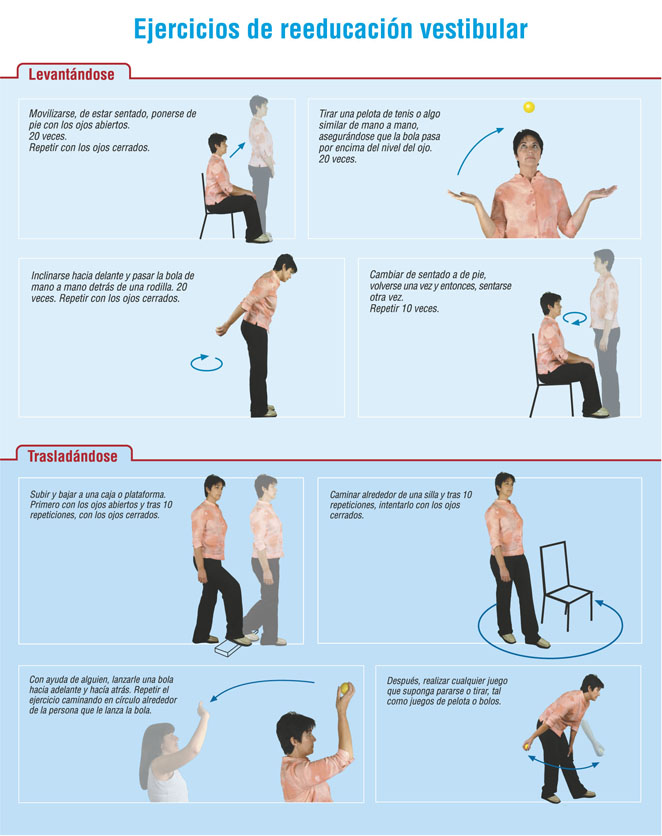 Ejercicios de reeducación vestibular
Levantándose
Movilizarse, de estar sentado, ponerse de
pie con los ojos abiertos.
20 veces.
Repetir con los ojos cerrados.
Tirar una pelota de tenis o algo
similar de mano a mano,
asegurándose que la bola pasa
por encima del nivel del ojo.
20 veces.
Inclinarse hacia delante y pasar la bola de
mano a mano detrás de una rodilla. 20
veces. Repetir con los ojos cerrados.
Cambiar de sentado a de pie,
volverse una vez y entonces, sentarse
otra vez.
Repetir 10 veces.
Trasladándose
Subir y bajar a una caja o plataforma.
Primero con los ojos abiertos y tras 10
repeticiones, con los ojos cerrados.
Caminar alrededor de una silla y tras 10
repeticiones, intentarlo con los ojos
cerrados.
Con ayuda de alguien, lanzarle una bola
hacía adelante y hacía atrás. Repetir el
ejercicio caminando en círculo alrededor
de la persona que le lanza la bola.
Después, realizar cualquier juego
que suponga pararse o tirar, tal
como juegos de pelota o bolos.